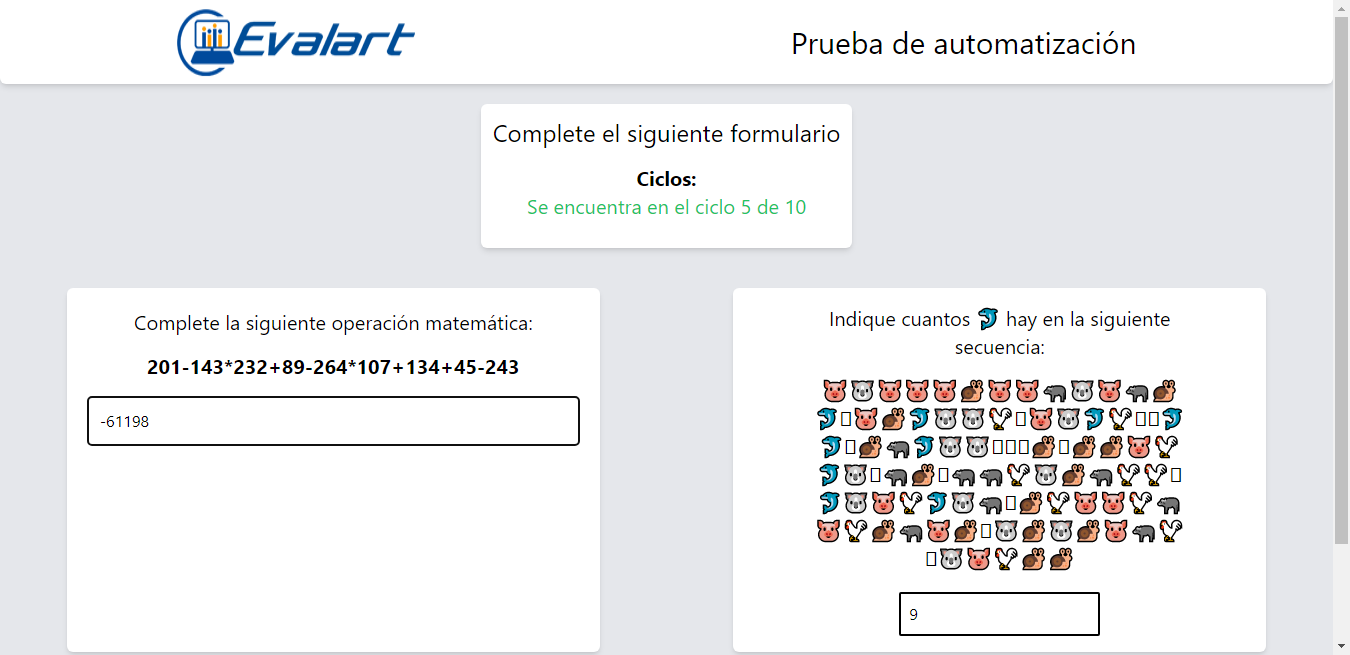 Evalart
Prueba de automatización
Complete el siguiente formulario
Ciclos:
Se encuentra en el ciclo 5 de 10
Complete la siguiente operación matemática:
201-143*232+89-264*107+134+45-243
-61198
Indique cuantos 🐬 hay en la siguiente
secuencia:
9